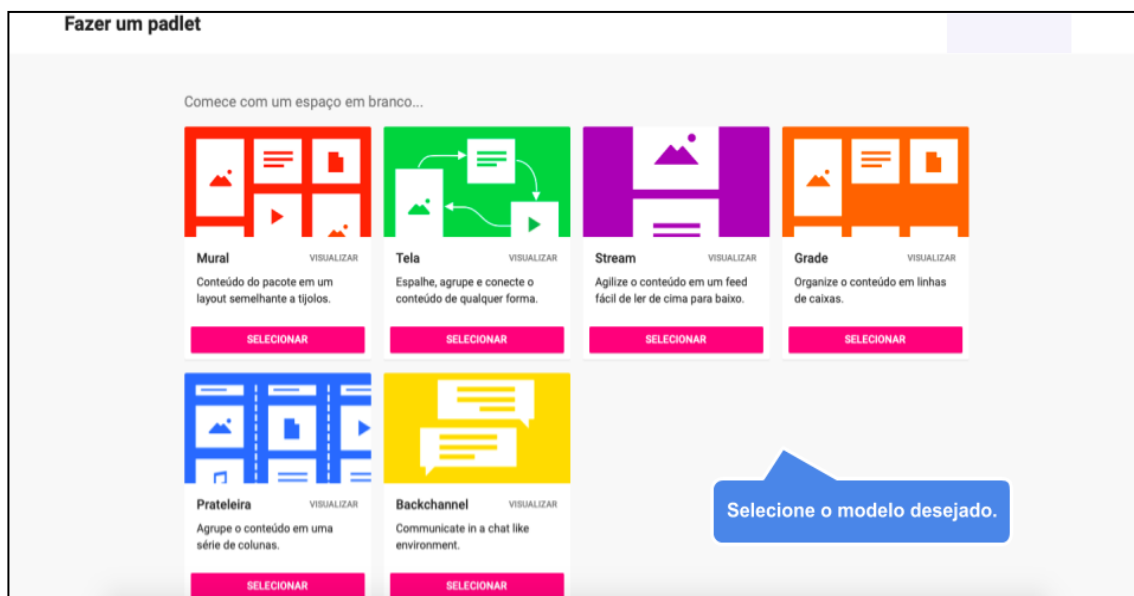 Fazer um padlet
Comece com um espaço em branco...
Mural VISUALIZAR
Conteúdo do pacote em um
layout semelhante a tijolos.
SELECIONAR
Tela VISUALIZAR
Espalhe, agrupe e conecte o
conteúdo de qualquer forma.
SELECIONAR
Stream VISUALIZAR
Agilize o conteúdo em um feed
fácil de ler de cima para baixo.
SELECIONAR
Grade VISUALIZAR
Organize o conteúdo em linhas
de caixas.
SELECIONAR
Prateleira VISUALIZAR
Agrupe o conteúdo em uma
série de colunas.
SELECIONAR
Backchannel VISUALIZAR
Communicate in a chat like
environment.
SELECIONAR
Selecione o modelo desejado.